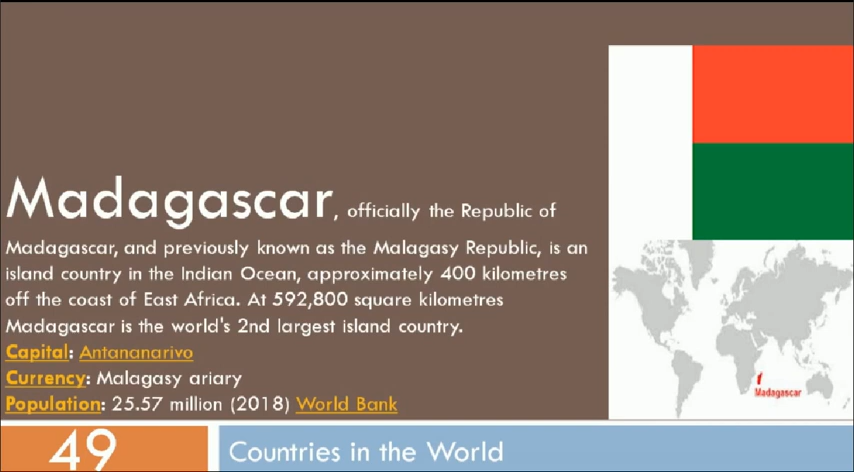 Madagascar, officially the Republic of
Madagascar, and previously known as the Malagasy Republic, is an
island country in the Indian Ocean, approximately 400 kilometres
off the coast of East Africa. At 592,800 square kilometres
Madagascar is the world's 2nd largest island country.
Capital: Antananarivo
Currency: Malagasy ariary
Population: 25.57 million (2018) World Bank
Madagascar
49
Countries in the World